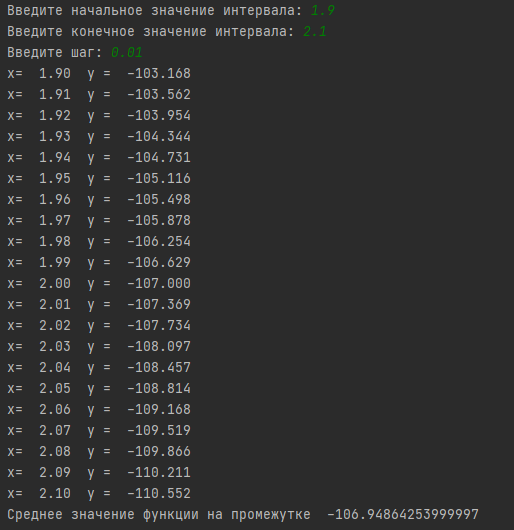 Введите начальное значение интервала: 1.9
Введите конечное значение интервала: 2.1
Введите шаг: 0.01
x=  1.90  y =  -103.168
x=  1.91  y =  -103.562
x=  1.92  y =  -103.954
x=  1.93  y =  -104.344
x=  1.94  y =  -104.731
x=  1.95  y =  -105.116
x=  1.96  y =  -105.498
x=  1.97  y =  -105.878
x=  1.98  y =  -106.254
x=  1.99  y =  -106.629
x=  2.00  y =  -107.000
x=  2.01  y =  -107.369
x=  2.02  y =  -107.734
x=  2.03  y =  -108.097
x=  2.04  y =  -108.457
x=  2.05  y =  -108.814
x=  2.06  y =  -109.168
x=  2.07  y =  -109.519
x=  2.08  y =  -109.866
x=  2.09  y =  -110.211
x=  2.10  y =  -110.552
Среднее значение функции на промежутке  -106.94864253999997